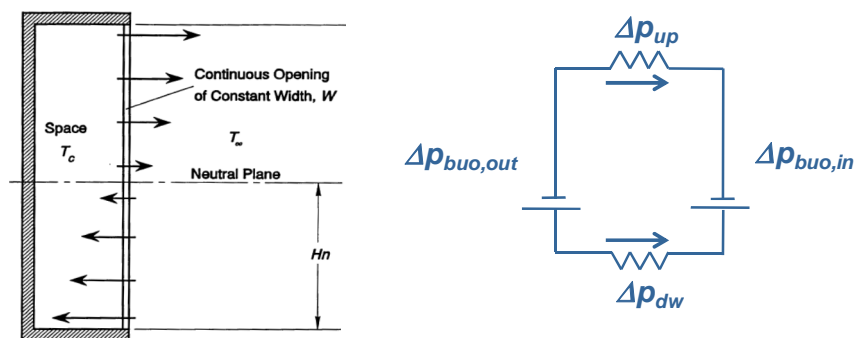 Continuous Opening
of Constant Width, W
Space
T_c
T_∞
Neutral Plane
Hn
Δp_up
Δp_buo,out
Δp_buo,in
Δp_dw